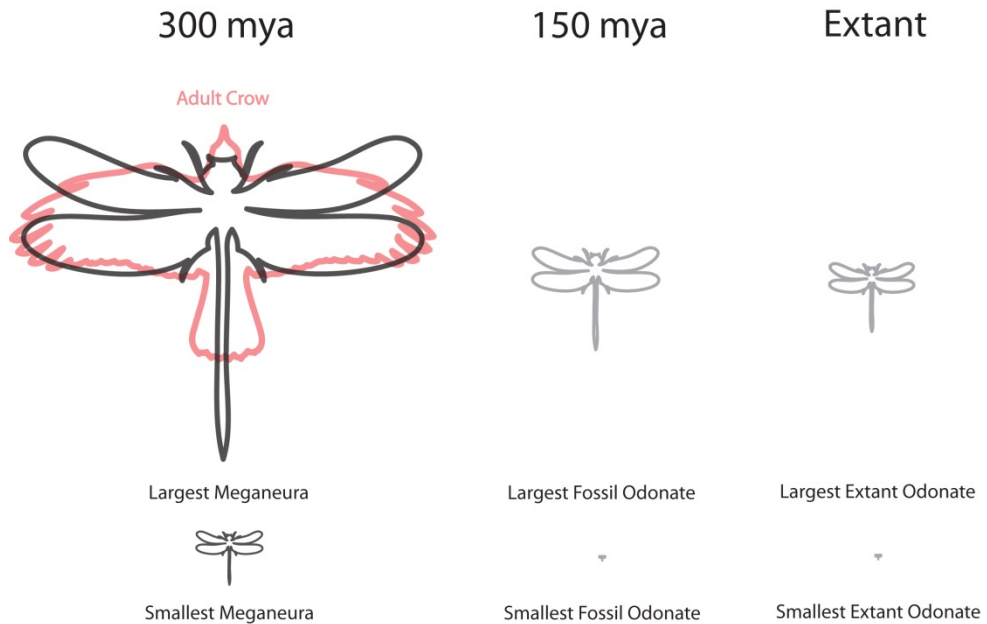 300 mya
150 mya
Extant
Adult Crow
Largest Meganeura
Largest Fossil Odonate
Largest Extant Odonate
Smallest Meganeura
Smallest Fossil Odonate
Smallest Extant Odonate